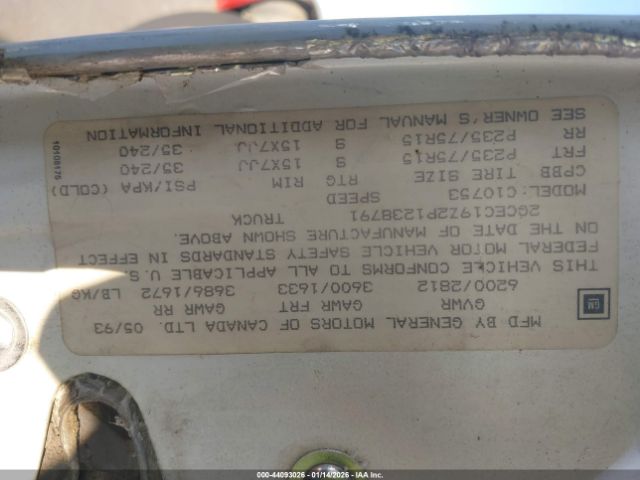 MFD BY GENERAL MOTORS OF CANADA LTD. 05/93
GVWR GAWR FRT GAWR RR
6200/2812 3600/1633 3686/1672 LB/KG
GM
THIS VEHICLE CONFORMS TO ALL APPLICABLE U.S.
FEDERAL MOTOR VEHICLE SAFETY STANDARDS IN EFFECT
ON THE DATE OF MANUFACTURE SHOWN ABOVE.
2GCEC19Z2P1238791 TRUCK
MODEL:C10753 SPEED
CPBB TIRE SIZE RTG RIM PSI/KPA (COLD)
FRT P235/75R15 S 15X7JJ 35/240
RR P235/75R15 S 15X7JJ 35/240
SEE OWNER'S MANUAL FOR ADDITIONAL INFORMATION
10108175
000-44093026 - 01/14/2026 - IAAI.COM